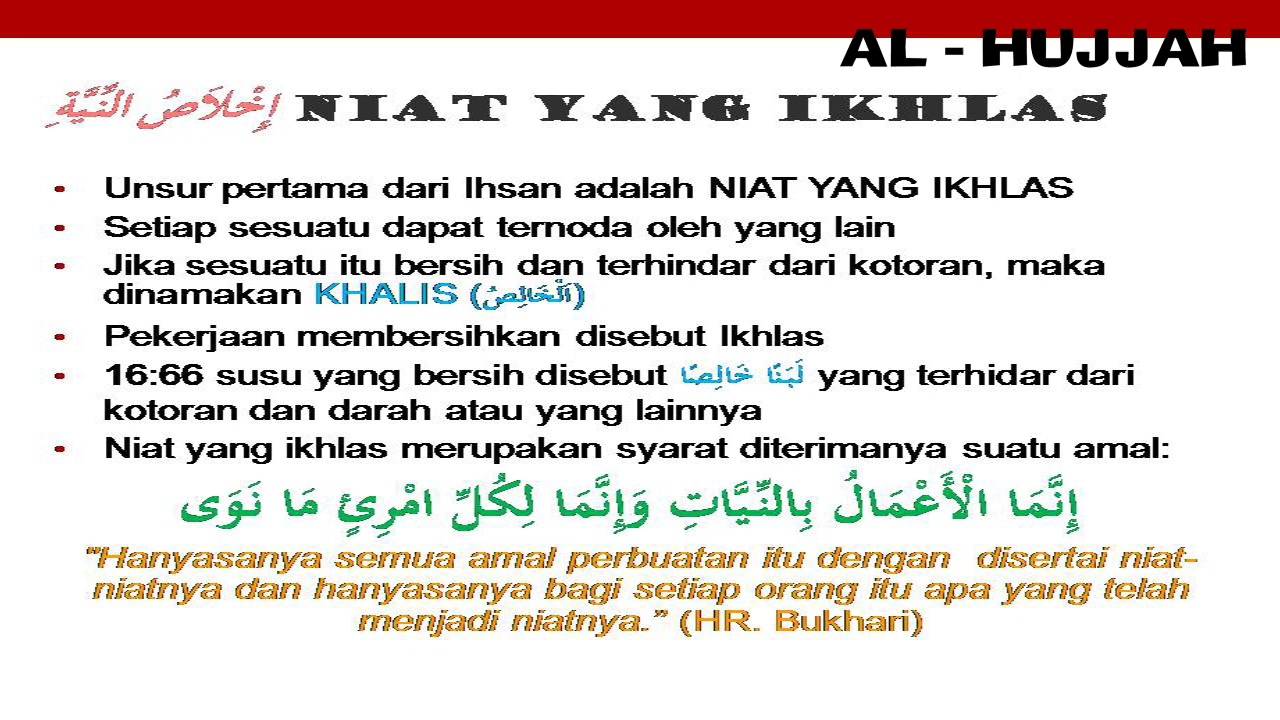 AL - HUJJAH
إِخْلَاصُ النِّيَّةِ NIAT YANG IKHLAS
• Unsur pertama dari Ihsan adalah NIAT YANG IKHLAS
• Setiap sesuatu dapat ternoda oleh yang lain
• Jika sesuatu itu bersih dan terhindar dari kotoran, maka
dinamakan KHALIS (اَلْخَالِصُ)
• Pekerjaan membersihkan disebut Ikhlas
• 16:66 susu yang bersih disebut لَبَنًا خَالِصًا yang terhidar dari
kotoran dan darah atau yang lainnya
• Niat yang ikhlas merupakan syarat diterimanya suatu amal:
إِنَّمَا الْأَعْمَالُ بِالنِّيَّاتِ وَإِنَّمَا لِكُلِّ امْرِئٍ مَا نَوَى
"Hanyasanya semua amal perbuatan itu dengan disertai niat-
niatnya dan hanyasanya bagi setiap orang itu apa yang telah
menjadi niatnya.” (HR. Bukhari)